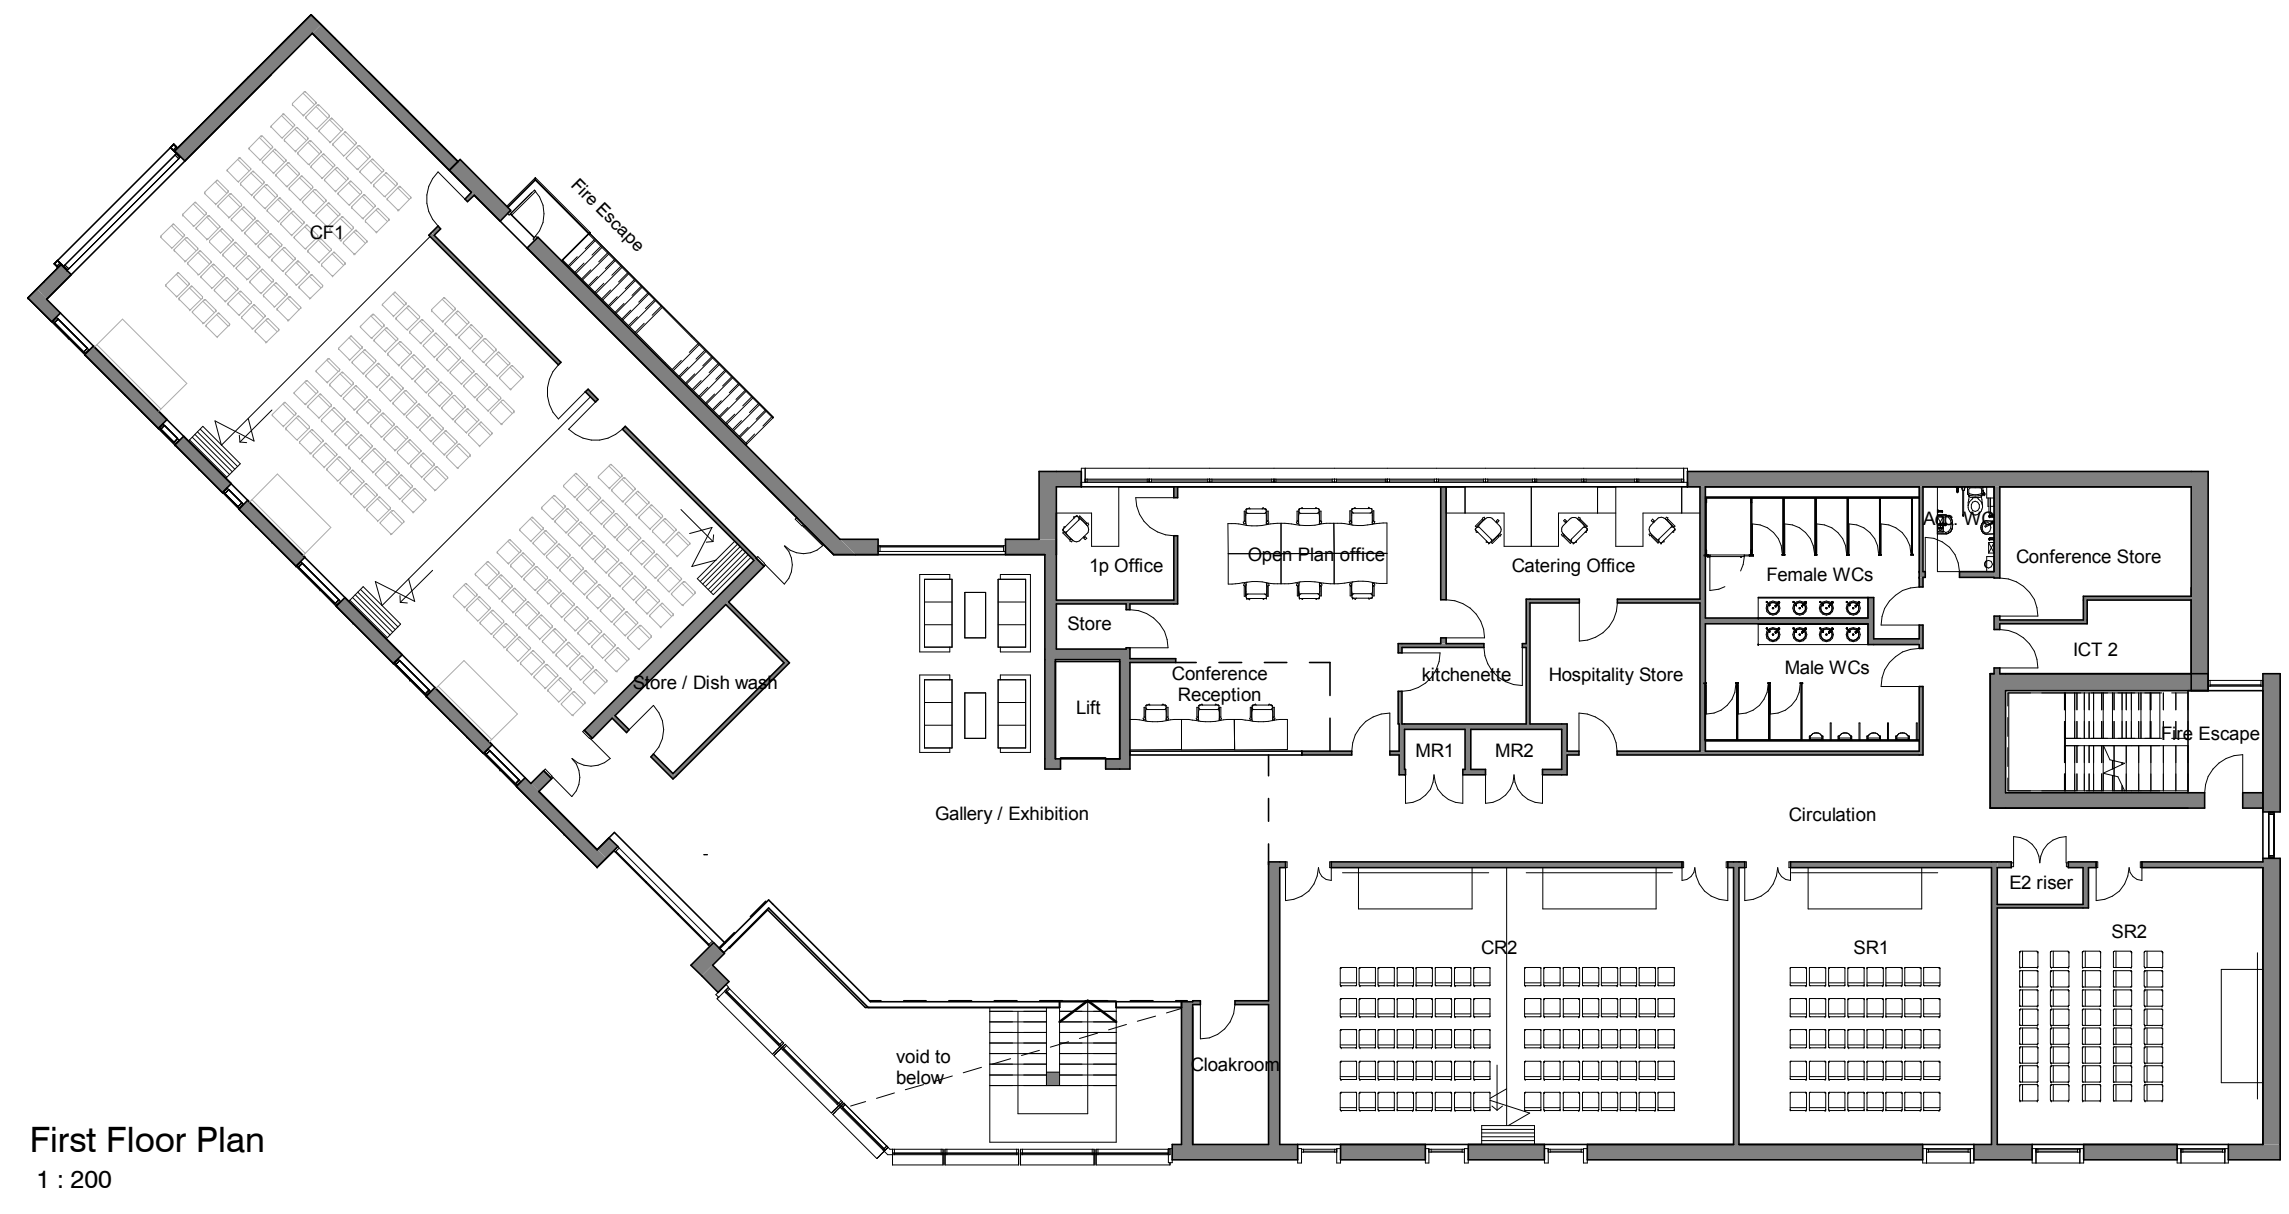 Fire Escape
CF1
1p Office
Open Plan office
Catering Office
Female WCs
Conference Store
Store
ICT 2
Store / Dish wash
Conference
Reception
kitchenette
Hospitality Store
Male WCs
Lift
Fire Escape
MR1
MR2
Gallery / Exhibition
Circulation
-
E2 riser
CR2
SR1
SR2
void to
below
Cloakroom
First Floor Plan
1 : 200